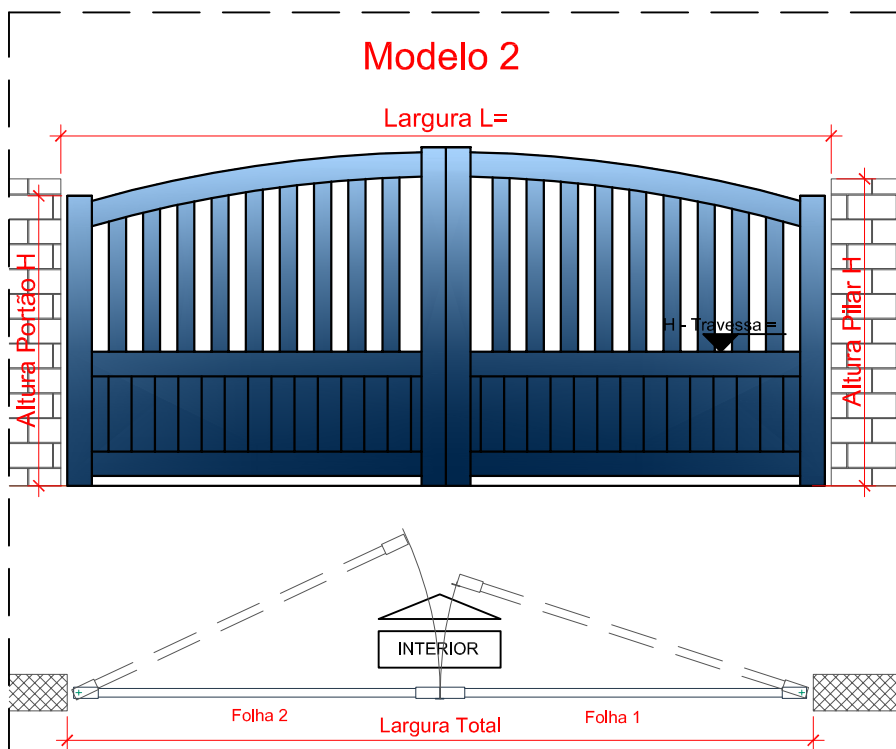 Modelo 2
Largura L=
Altura Portão H
Altura Pilar H
H - Travessa =
INTERIOR
Folha 2
Folha 1
Largura Total